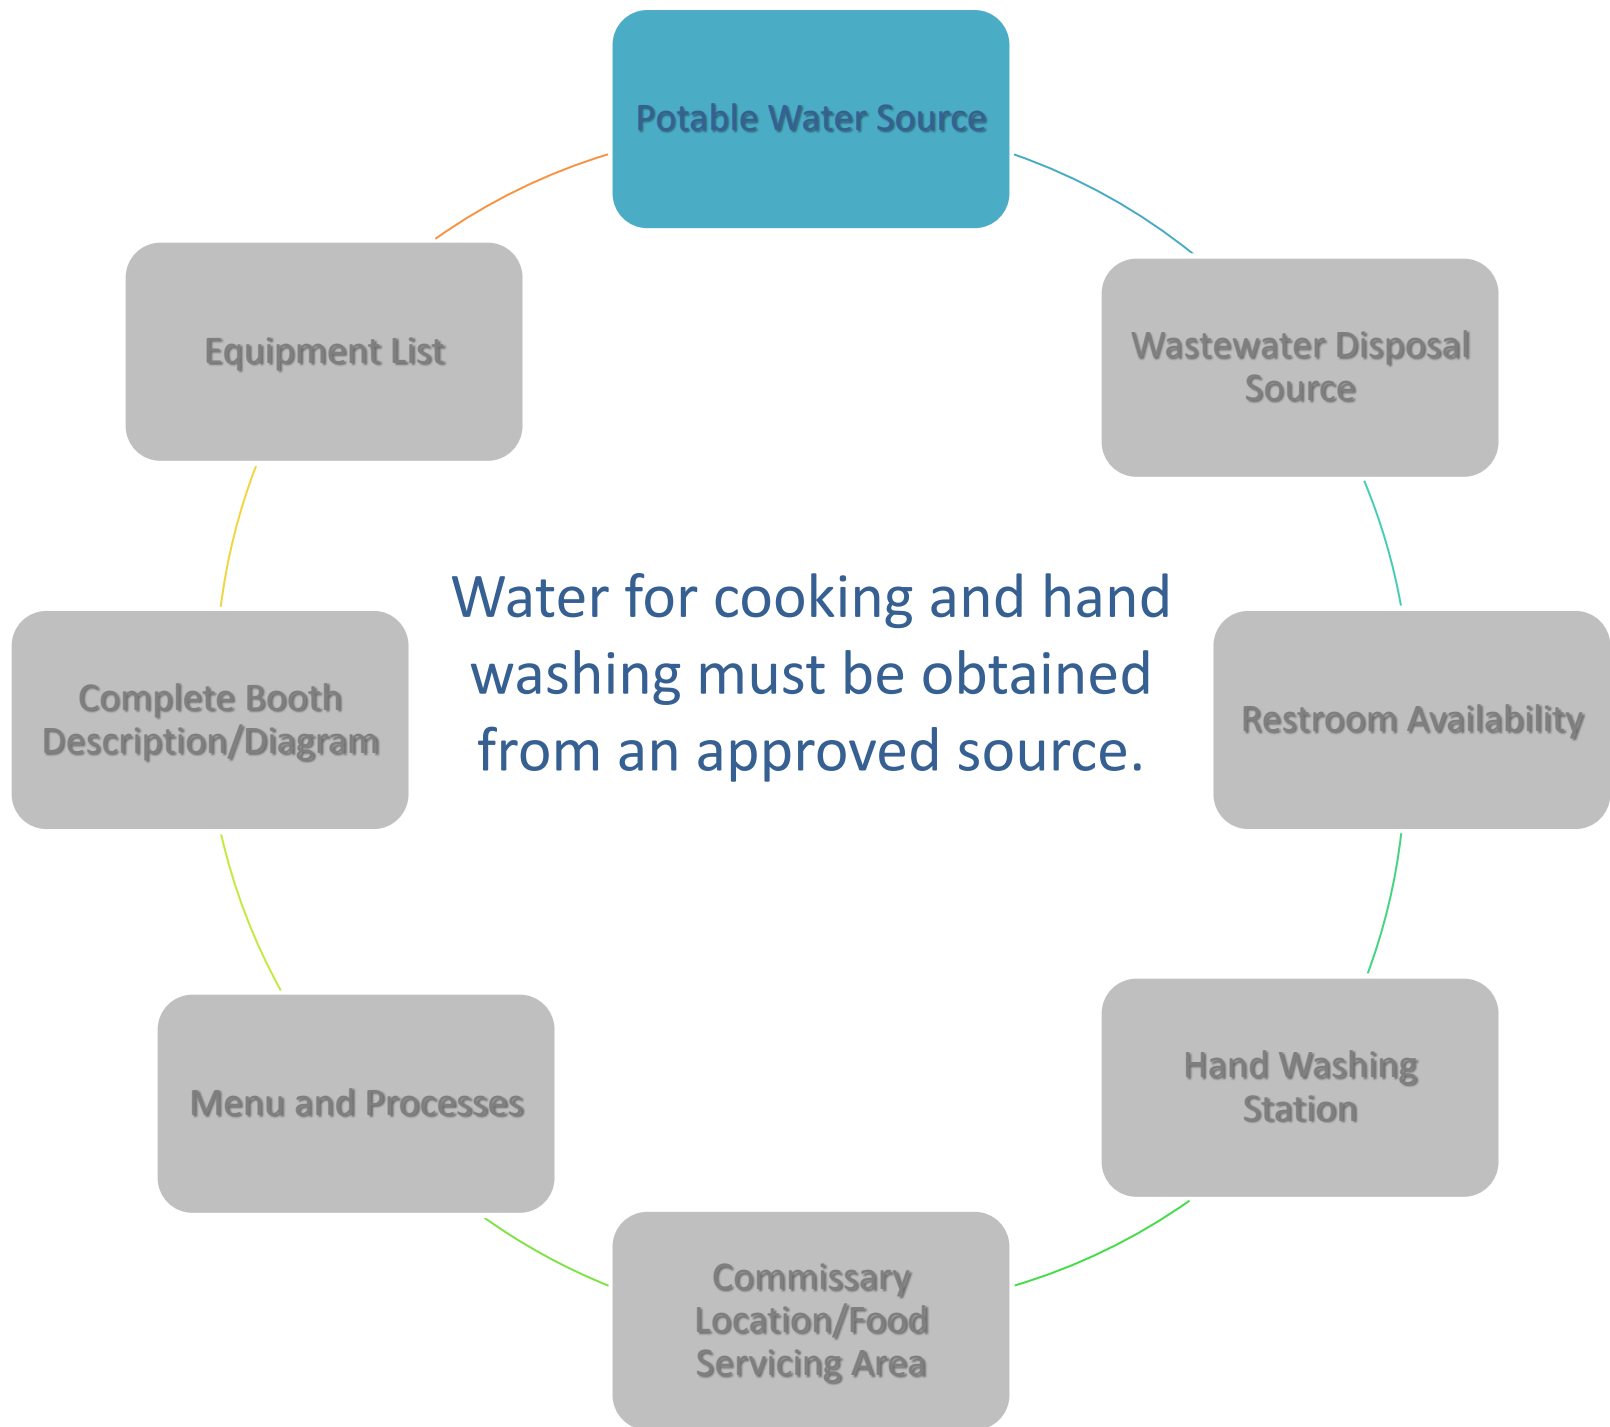 Potable Water Source
Wastewater Disposal
Source
Restroom Availability
Hand Washing
Station
Commissary
Location/Food
Servicing Area
Menu and Processes
Complete Booth
Description/Diagram
Equipment List
Water for cooking and hand
washing must be obtained
from an approved source.